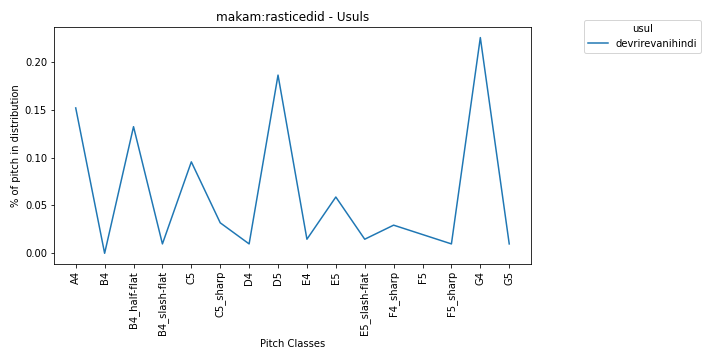 makam:rasticedid - Usuls
usul
devrirevanihindi
% of pitch in distribution
0.20
0.15
0.10
0.05
0.00
A4
B4
B4_half-flat
B4_slash-flat
C5
C5_sharp
D4
D5
E4
E5
E5_slash-flat
F4_sharp
F5
F5_sharp
G4
G5
Pitch Classes